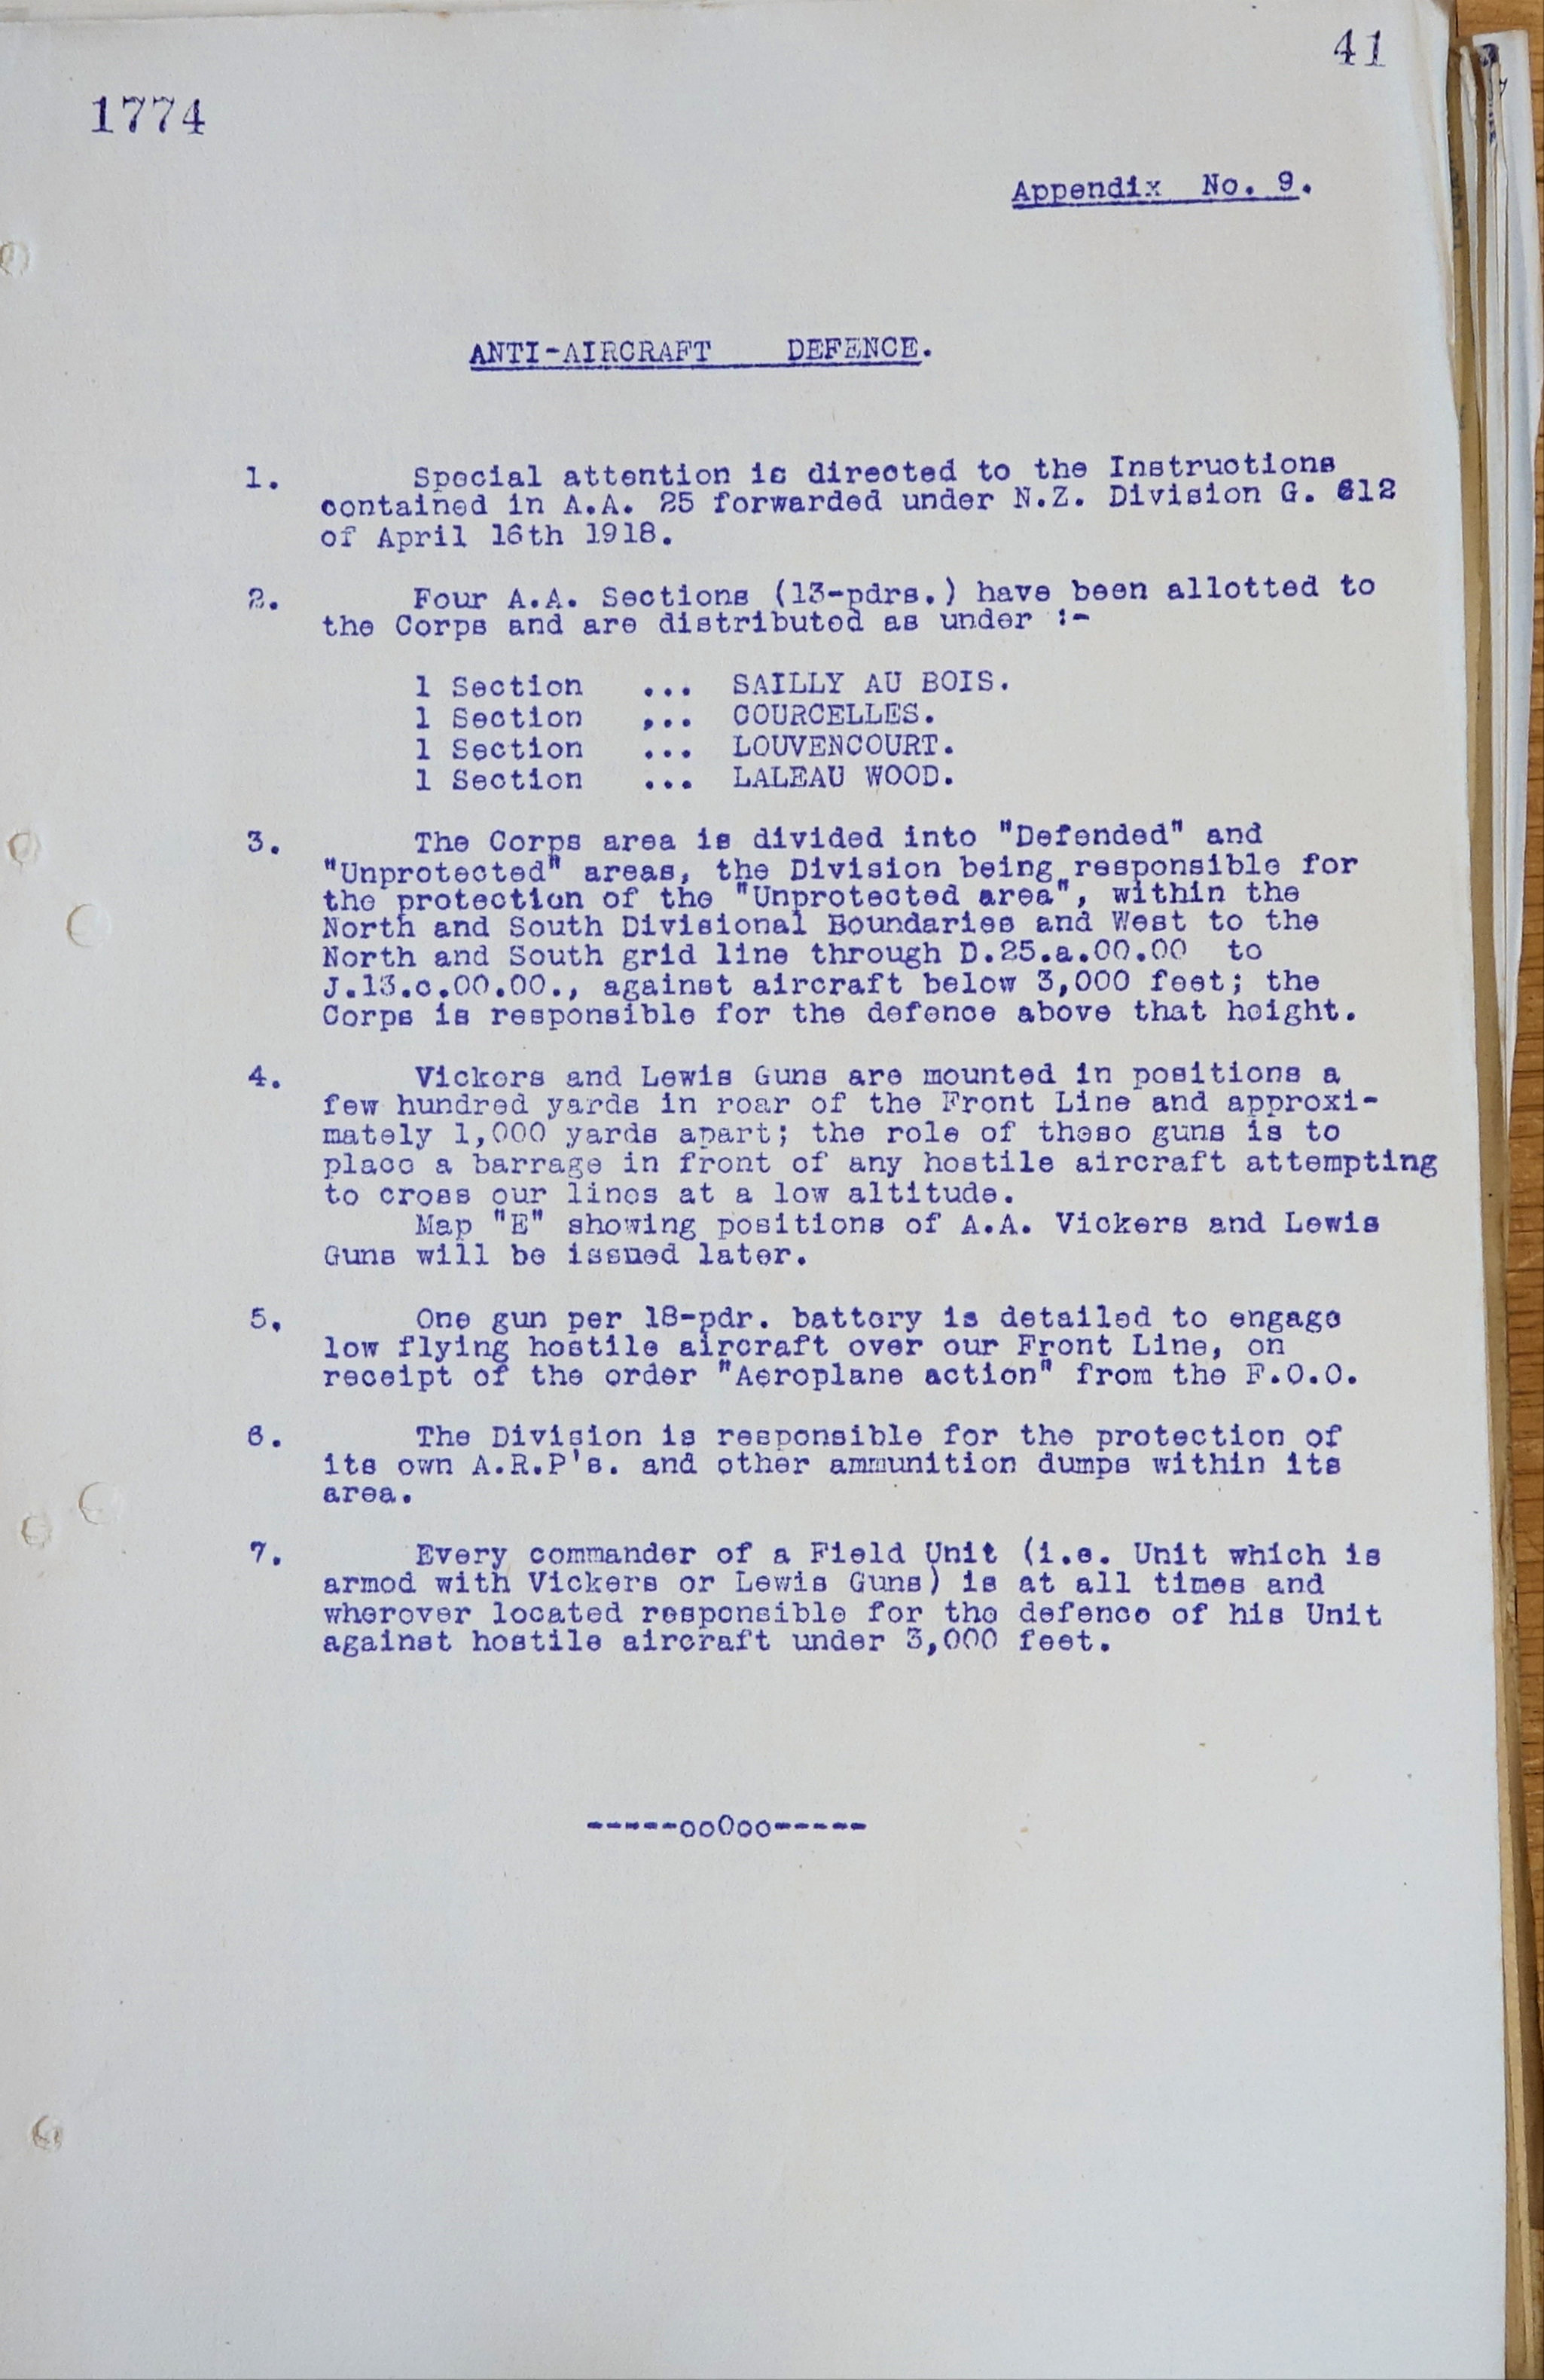 41
1774
Appendix No. 9.
ANTI-AIRCRAFT DEFENCE.
1. Special attention is directed to the Instructions
contained in A.A. 25 forwarded under N.Z. Division G. 612
of April 16th 1918.
2. Four A.A. Sections (13-pdrs.) have been allotted to
the Corps and are distributed as under :-
1 Section ... SAILLY AU BOIS.
1 Section ... COURCELLES.
1 Section ... LOUVENCOURT.
1 Section ... LALEAU WOOD.
3. The Corps area is divided into "Defended" and
"Unprotected" areas, the Division being responsible for
the protection of the "Unprotected area", within the
North and South Divisional Boundaries and West to the
North and South grid line through D.25.a.00.00 to
J.13.c.00.00., against aircraft below 3,000 feet; the
Corps is responsible for the defence above that height.
4. Vickers and Lewis Guns are mounted in positions a
few hundred yards in rear of the Front Line and approxi-
mately 1,000 yards apart; the role of these guns is to
place a barrage in front of any hostile aircraft attempting
to cross our lines at a low altitude.
Map "E" showing positions of A.A. Vickers and Lewis
Guns will be issued later.
5. One gun per 18-pdr. battery is detailed to engage
low flying hostile aircraft over our Front Line, on
receipt of the order "Aeroplane action" from the F.O.O.
6. The Division is responsible for the protection of
its own A.R.P's. and other ammunition dumps within its
area.
7. Every commander of a Field Unit (i.e. Unit which is
armed with Vickers or Lewis Guns) is at all times and
wherever located responsible for the defence of his Unit
against hostile aircraft under 3,000 feet.
-----ooOoo-----